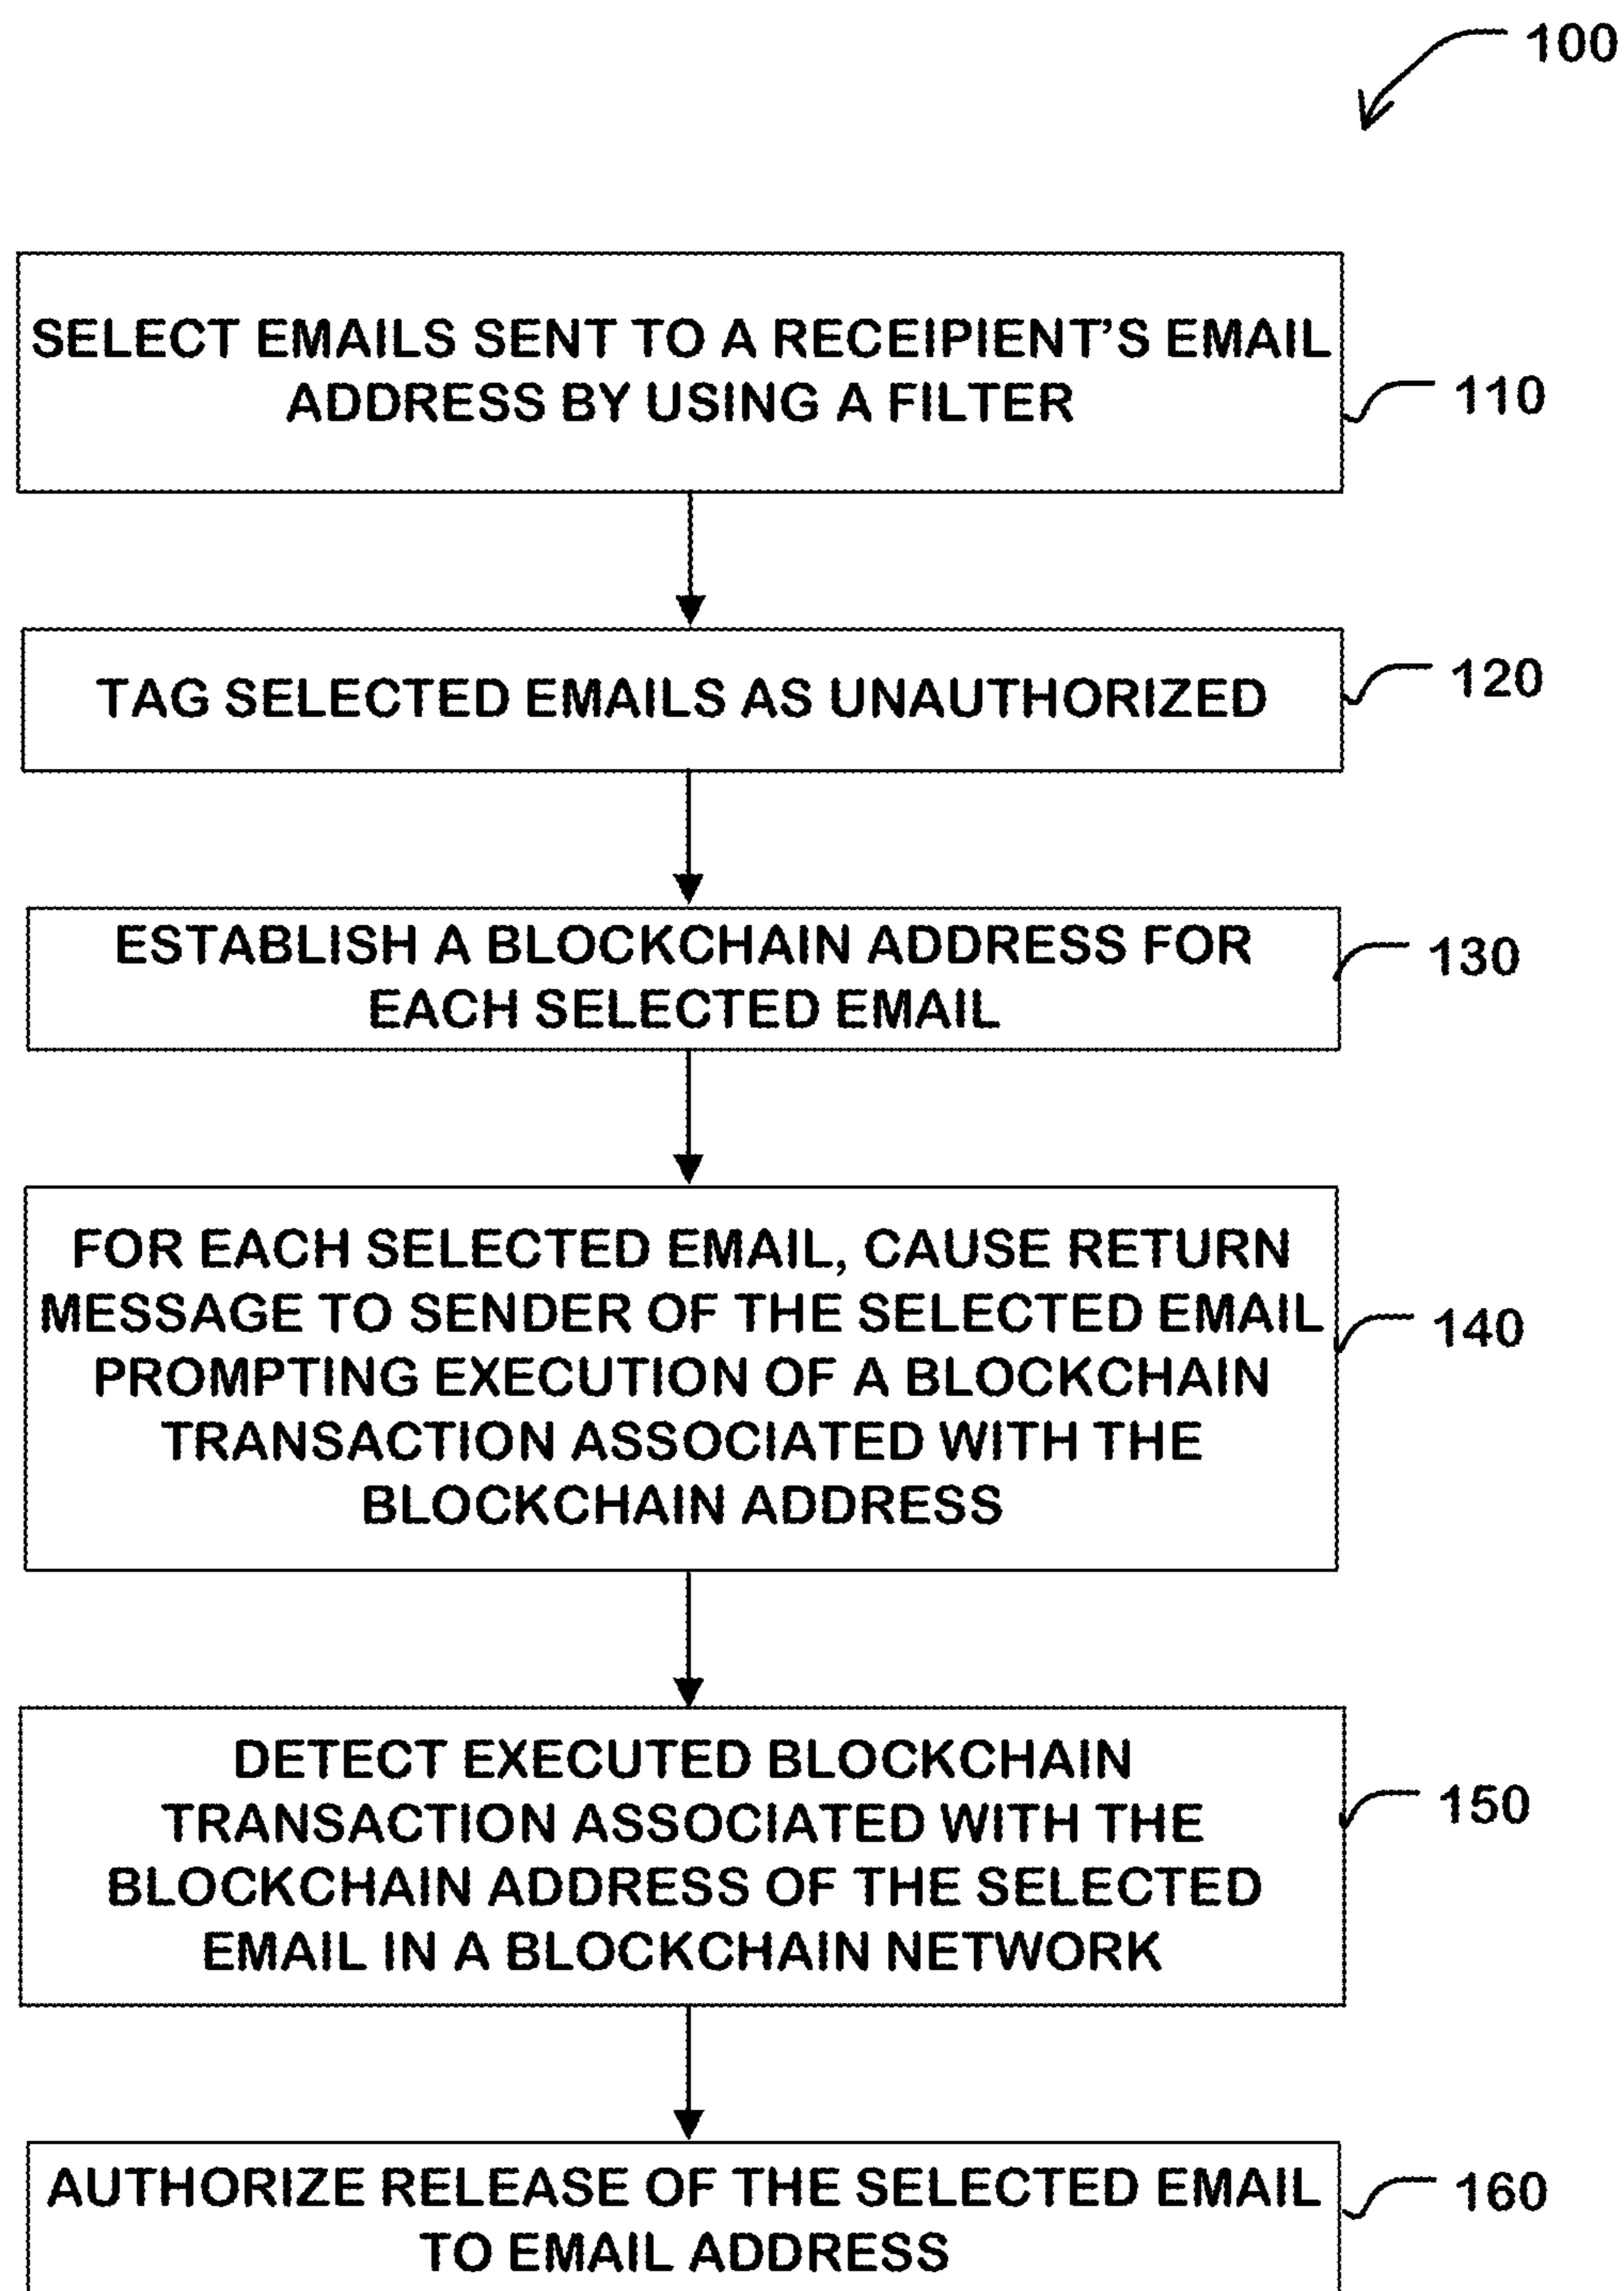 100
SELECT EMAILS SENT TO A RECEIPIENT'S EMAIL
ADDRESS BY USING A FILTER
110
TAG SELECTED EMAILS AS UNAUTHORIZED
120
ESTABLISH A BLOCKCHAIN ADDRESS FOR
EACH SELECTED EMAIL
130
FOR EACH SELECTED EMAIL, CAUSE RETURN
MESSAGE TO SENDER OF THE SELECTED EMAIL
PROMPTING EXECUTION OF A BLOCKCHAIN
TRANSACTION ASSOCIATED WITH THE
BLOCKCHAIN ADDRESS
140
DETECT EXECUTED BLOCKCHAIN
TRANSACTION ASSOCIATED WITH THE
BLOCKCHAIN ADDRESS OF THE SELECTED
EMAIL IN A BLOCKCHAIN NETWORK
150
AUTHORIZE RELEASE OF THE SELECTED EMAIL
TO EMAIL ADDRESS
160